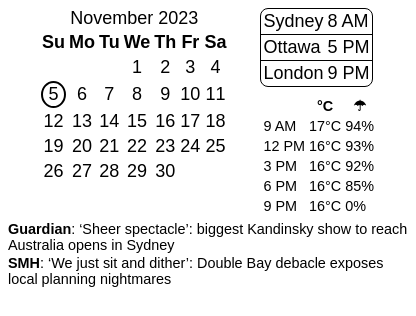 November 2023
Su Mo Tu We Th Fr Sa
1 2 3 4
5 6 7 8 9 10 11
12 13 14 15 16 17 18
19 20 21 22 23 24 25
26 27 28 29 30
Sydney 8 AM
Ottawa 5 PM
London 9 PM
°C ☂
9 AM 17°C 94%
12 PM 16°C 93%
3 PM 16°C 92%
6 PM 16°C 85%
9 PM 16°C 0%
Guardian: ‘Sheer spectacle’: biggest Kandinsky show to reach
Australia opens in Sydney
SMH: ‘We just sit and dither’: Double Bay debacle exposes
local planning nightmares